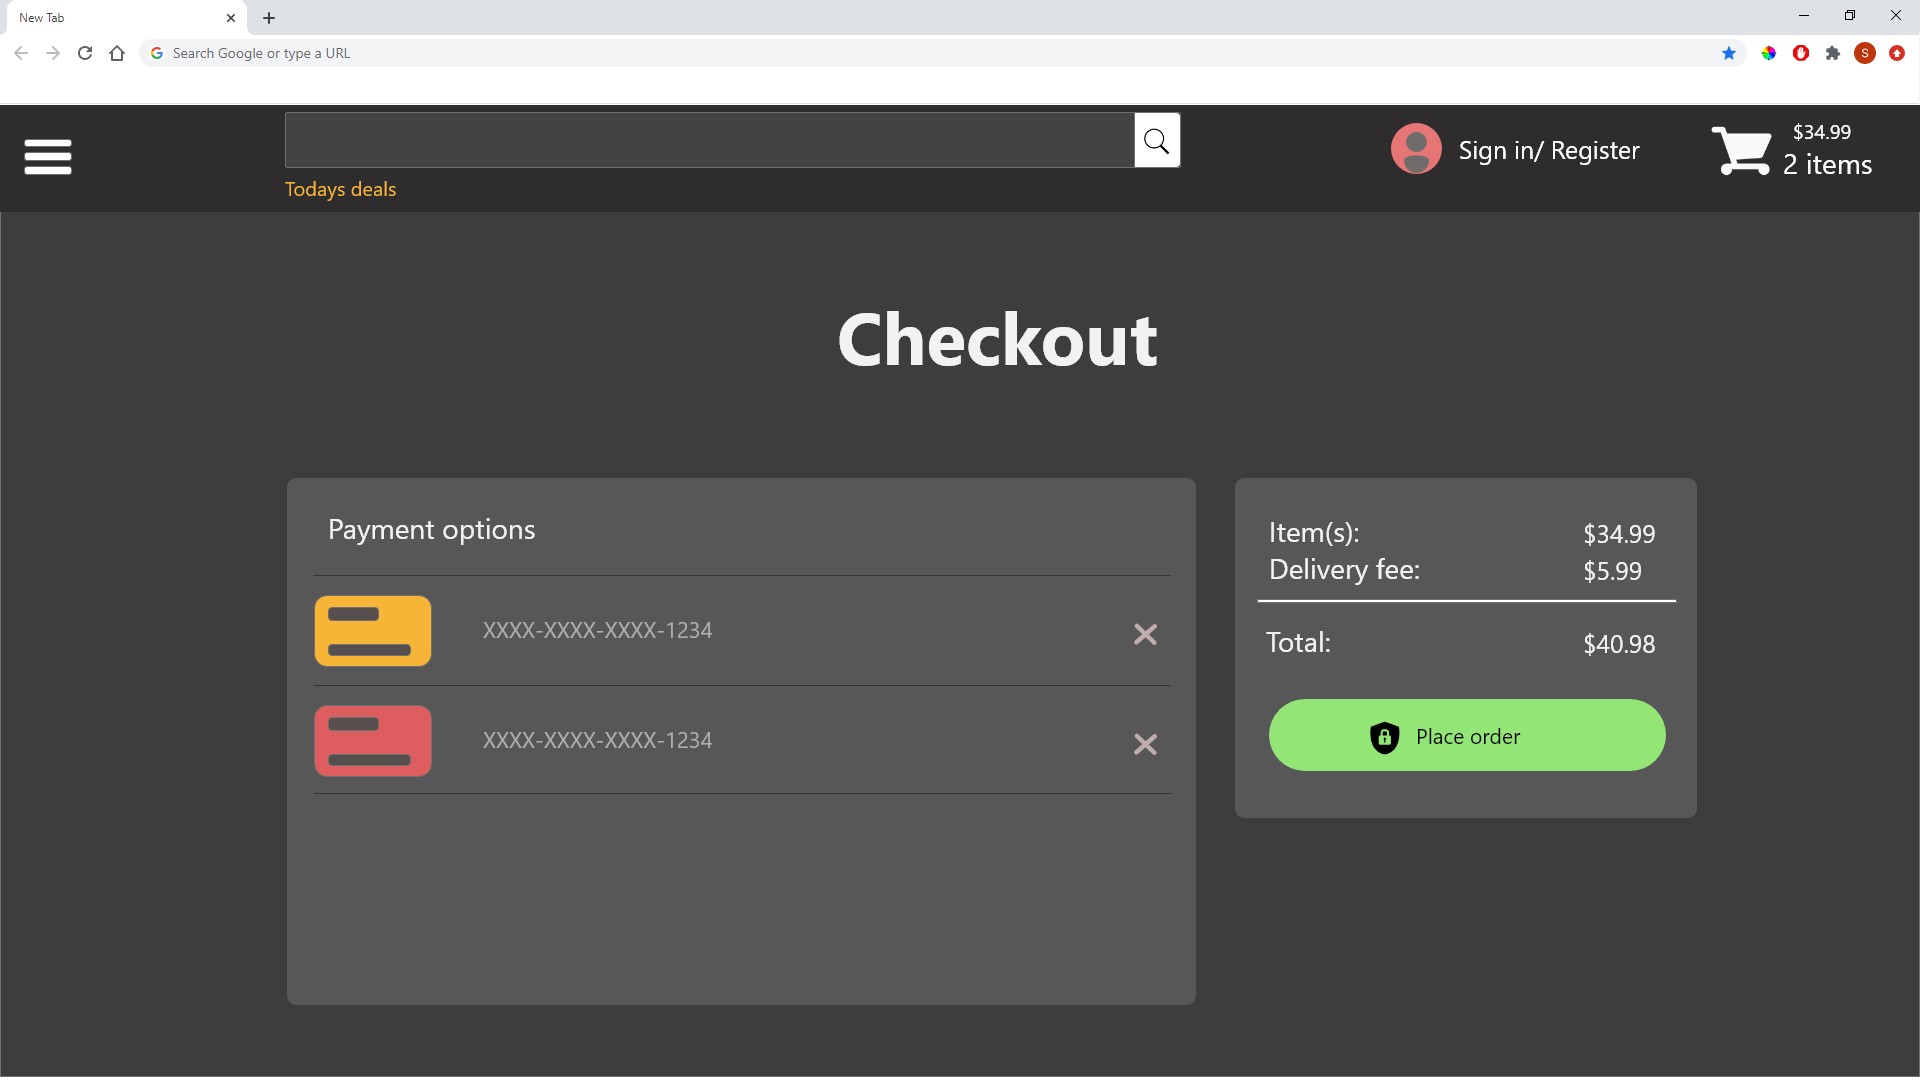 New Tab
Search Google or type a URL
S
$34.99
Sign in/ Register
2 items
Todays deals
Checkout
Payment options
XXXX-XXXX-XXXX-1234
XXXX-XXXX-XXXX-1234
Item(s): $34.99
Delivery fee: $5.99
Total: $40.98
Place order